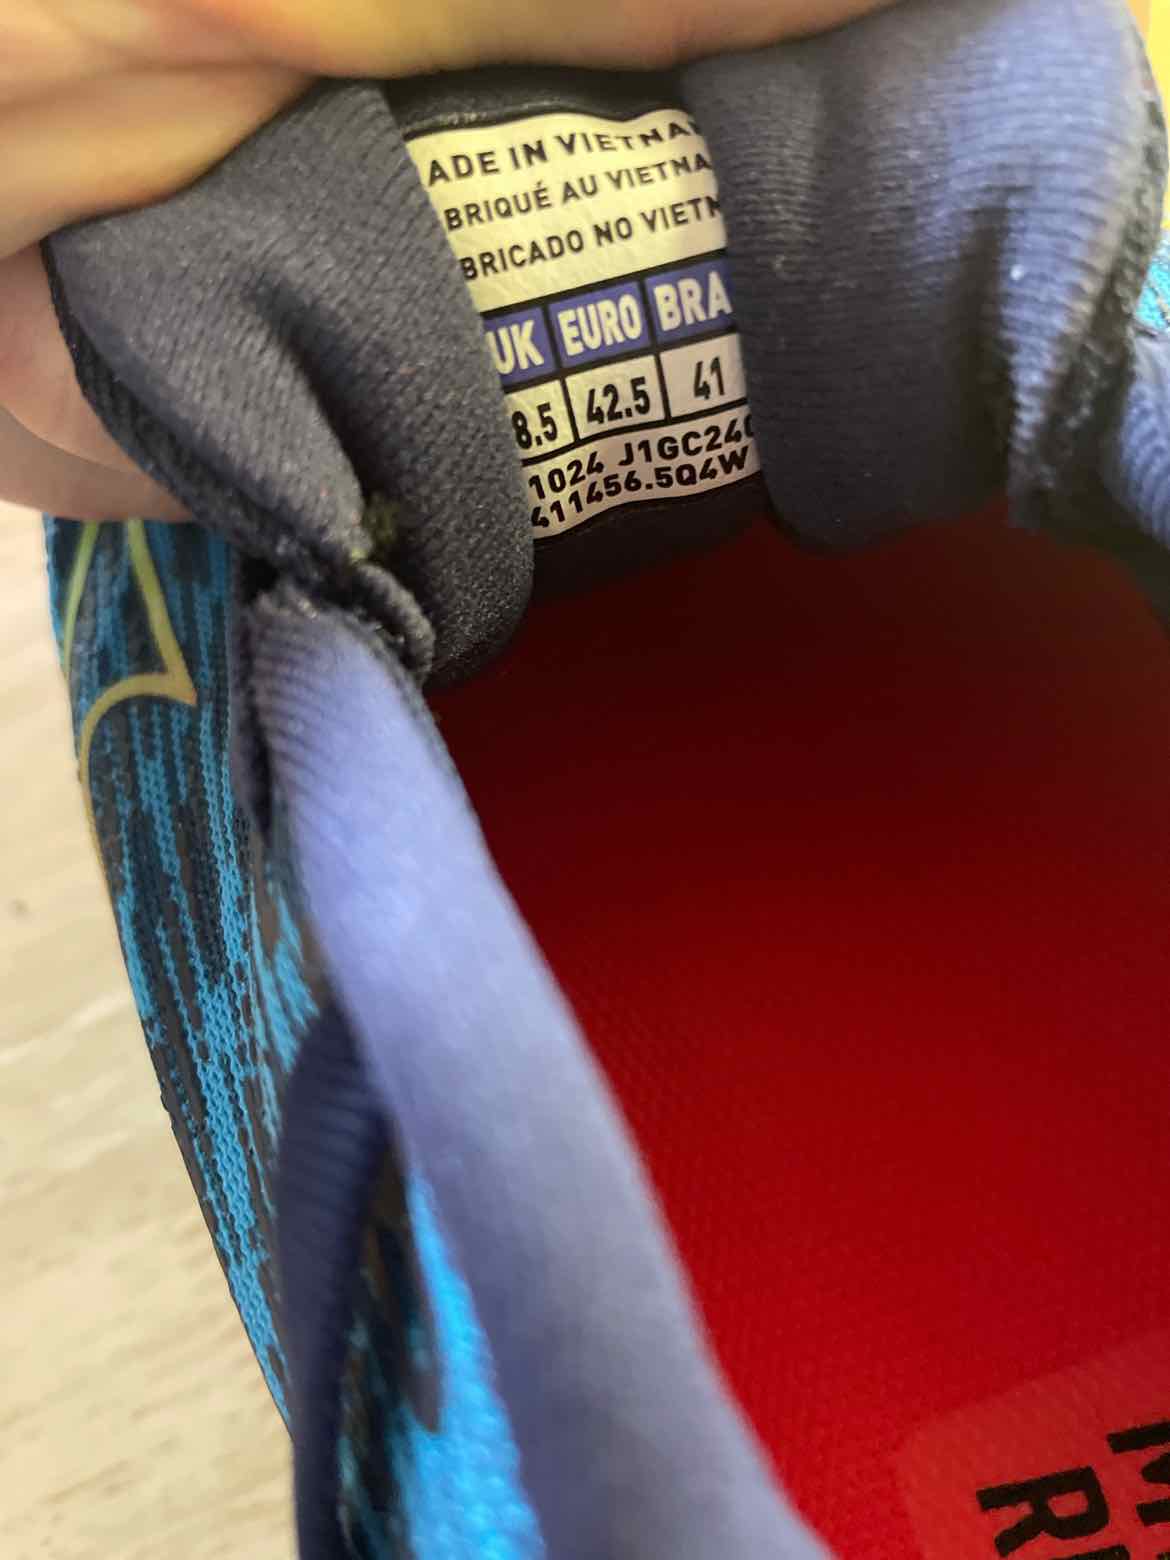 ADE IN VIETNA
BRIQUÉ AU VIETNA
BRICADO NO VIETN
UK EURO BRA
8.5 42.5 41
1024 J1GC240
411456.5Q4W
R